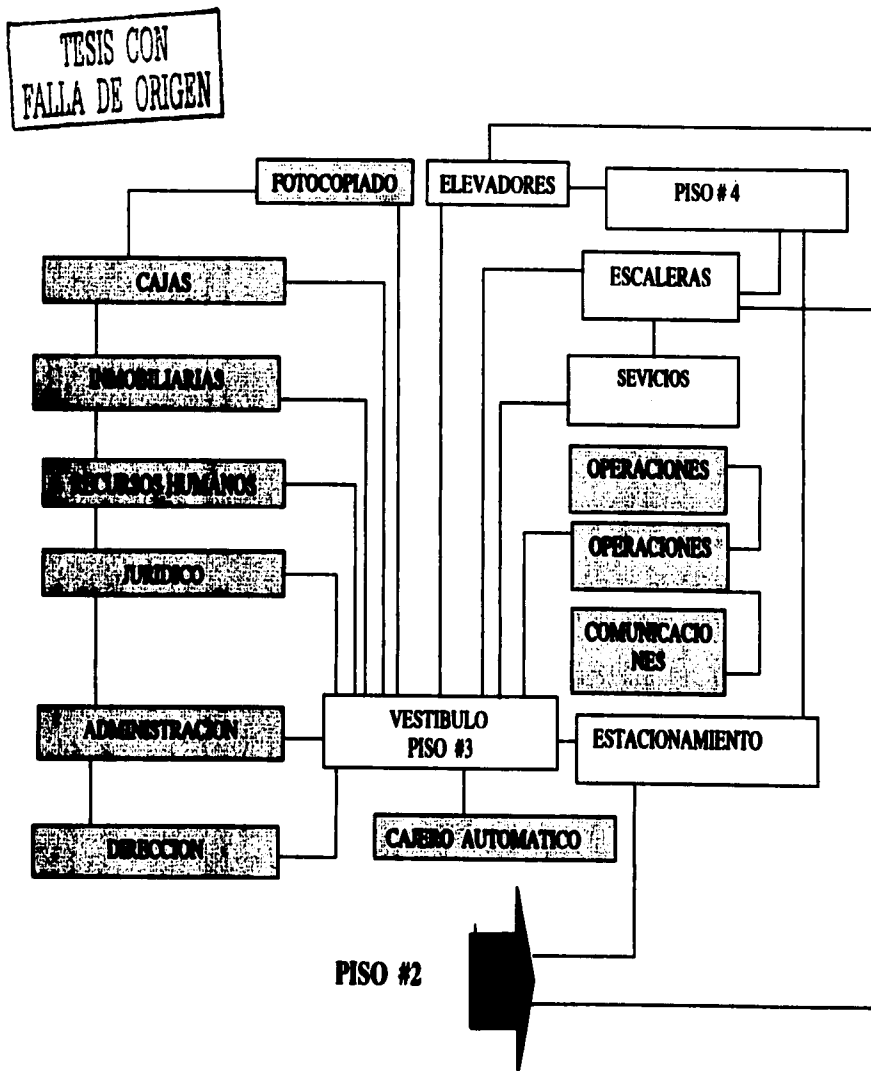 TESIS CON
FALLA DE ORIGEN
FOTOCOPIADO
ELEVADORES
PISO # 4
CAJAS
ESCALERAS
INMOBILIARIAS
SEVICIOS
RECURSOS HUMANOS
OPERACIONES
OPERACIONES
JURIDICO
COMUNICACIO
NES
ADMINISTRACION
VESTIBULO
PISO #3
ESTACIONAMIENTO
DIRECCION
CAJERO AUTOMATICO
PISO #2